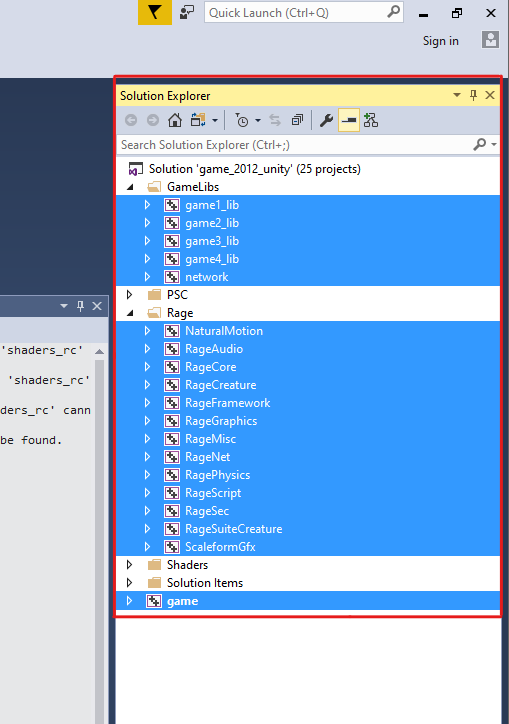 Quick Launch (Ctrl+Q)
Sign in
Solution Explorer
Search Solution Explorer (Ctrl+;)
Solution 'game_2012_unity' (25 projects)
GameLibs
game1_lib
game2_lib
game3_lib
game4_lib
network
PSC
Rage
NaturalMotion
RageAudio
RageCore
RageCreature
RageFramework
RageGraphics
RageMisc
RageNet
RagePhysics
RageScript
RageSec
RageSuiteCreature
ScaleformGfx
Shaders
Solution Items
game
'shaders_rc'
'shaders_rc'
ders_rc' cann
be found.